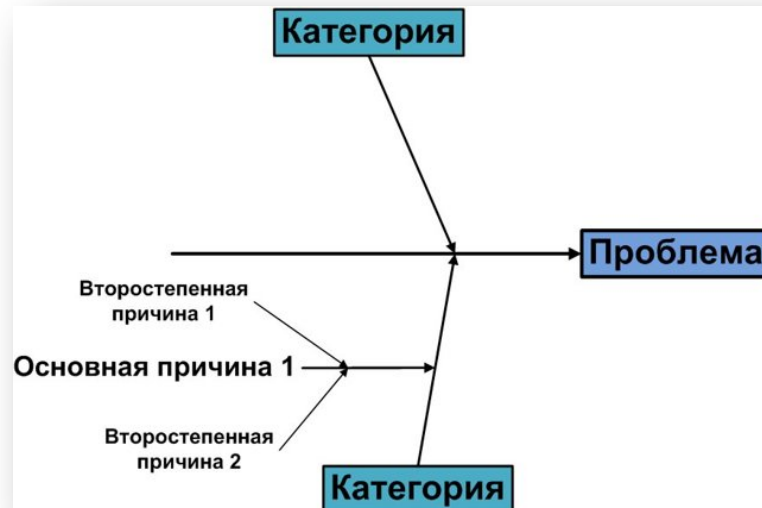 Категория
Проблема
Второстепенная
причина 1
Основная причина 1
Второстепенная
причина 2
Категория